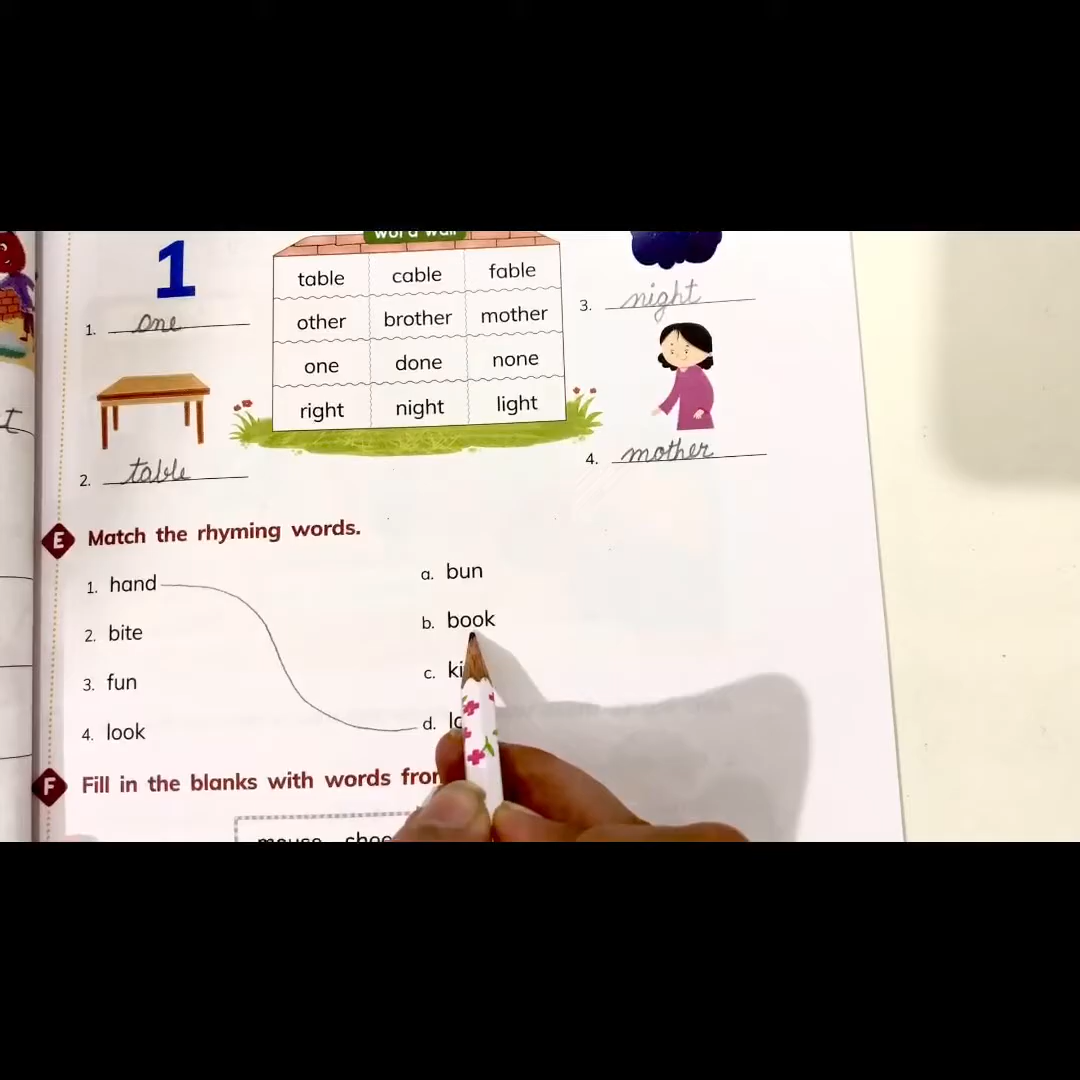 word wall
1
table cable fable
other brother mother
one done none
right night light
1. one
2. table
3. night
4. mother
E Match the rhyming words.
1. hand
2. bite
3. fun
4. look
a. bun
b. book
c.
d.
F Fill in the blanks with words
mouse